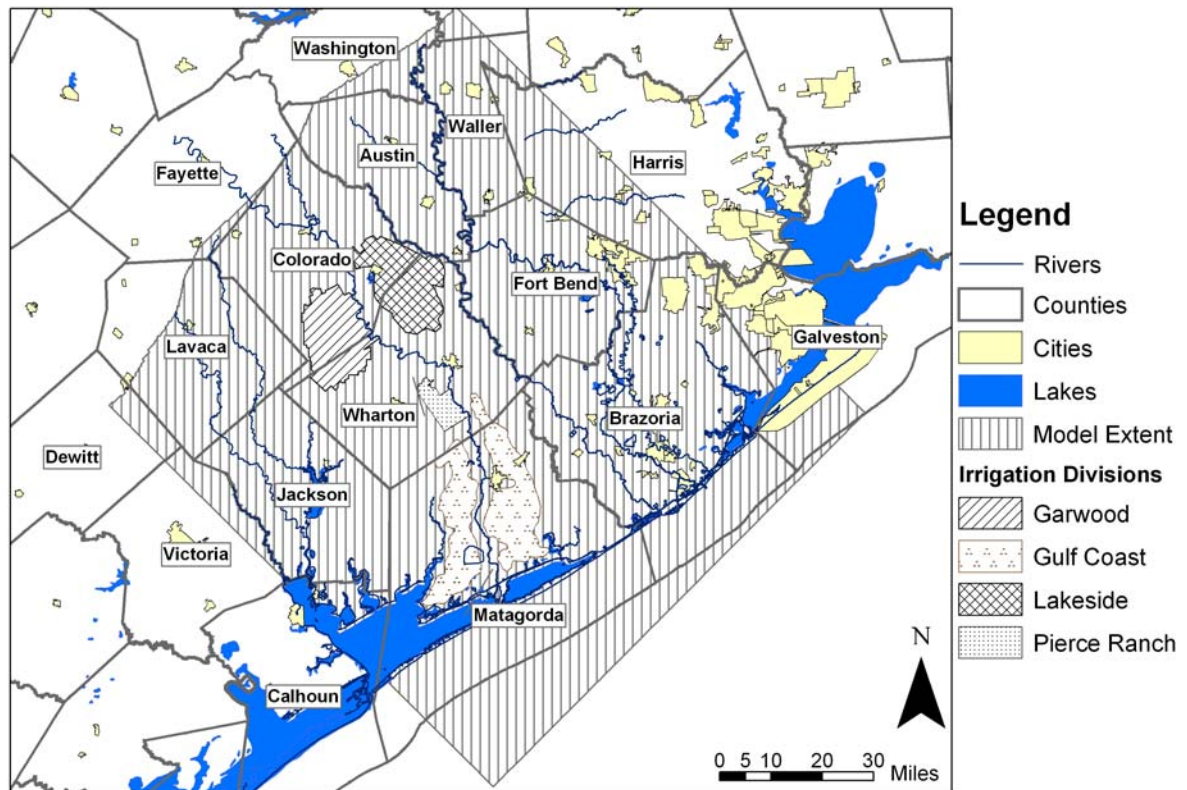 Washington
Waller
Austin
Harris
Fayette
Colorado
Fort Bend
Galveston
Lavaca
Wharton
Brazoria
Dewitt
Jackson
Victoria
Matagorda
Calhoun
N
0 5 10 20 30
Miles
Legend
Rivers
Counties
Cities
Lakes
Model Extent
Irrigation Divisions
Garwood
Gulf Coast
Lakeside
Pierce Ranch